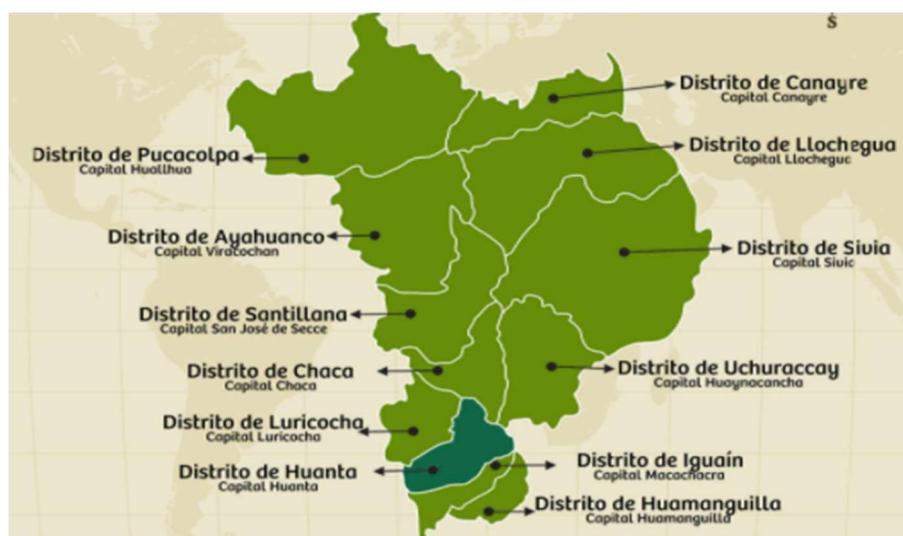 Ṡ
Distrito de Canayre
Capital Canayre
Distrito de Llochegua
Capital Llocheguc
Distrito de Pucacolpa
Capital Huallhua
Distrito de Ayahuanco
Capital Viracochan
Distrito de Sivia
Capital Sivic
Distrito de Santillana
Capital San José de Secce
Distrito de Chaca
Capital Chaca
Distrito de Uchuraccay
Capital Huaynacancha
Distrito de Luricocha
Capital Luricocha
Distrito de Huanta
Capital Huanta
Distrito de Iguaín
Capital Macachacra
Distrito de Huamanguilla
Capital Huamanguilla